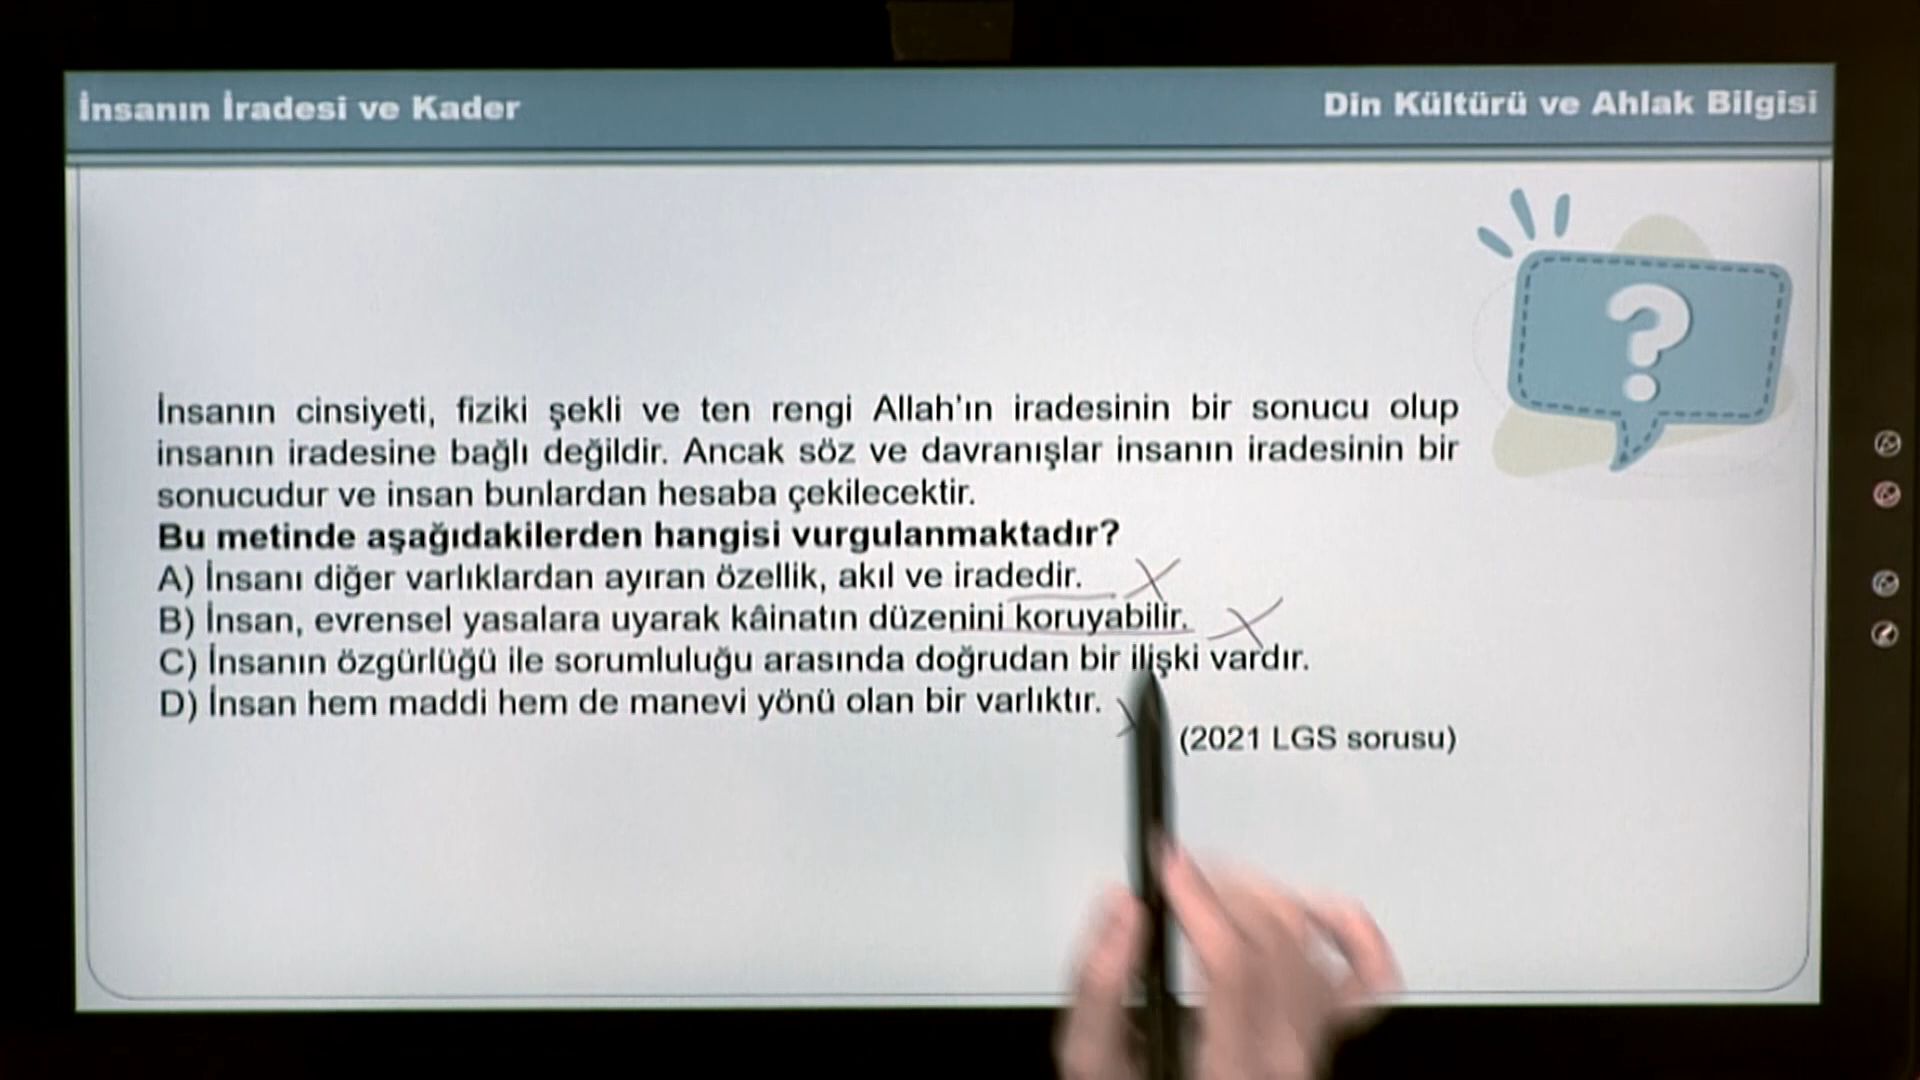 İnsanın İradesi ve Kader
Din Kültürü ve Ahlak Bilgisi
?
İnsanın cinsiyeti, fiziki şekli ve ten rengi Allah'ın iradesinin bir sonucu olup
insanın iradesine bağlı değildir. Ancak söz ve davranışlar insanın iradesinin bir
sonucudur ve insan bunlardan hesaba çekilecektir.
Bu metinde aşağıdakilerden hangisi vurgulanmaktadır?
A) İnsanı diğer varlıklardan ayıran özellik, akıl ve iradedir.
B) İnsan, evrensel yasalara uyarak kâinatın düzenini koruyabilir.
C) İnsanın özgürlüğü ile sorumluluğu arasında doğrudan bir ilişki vardır.
D) İnsan hem maddi hem de manevi yönü olan bir varlıktır.
(2021 LGS sorusu)